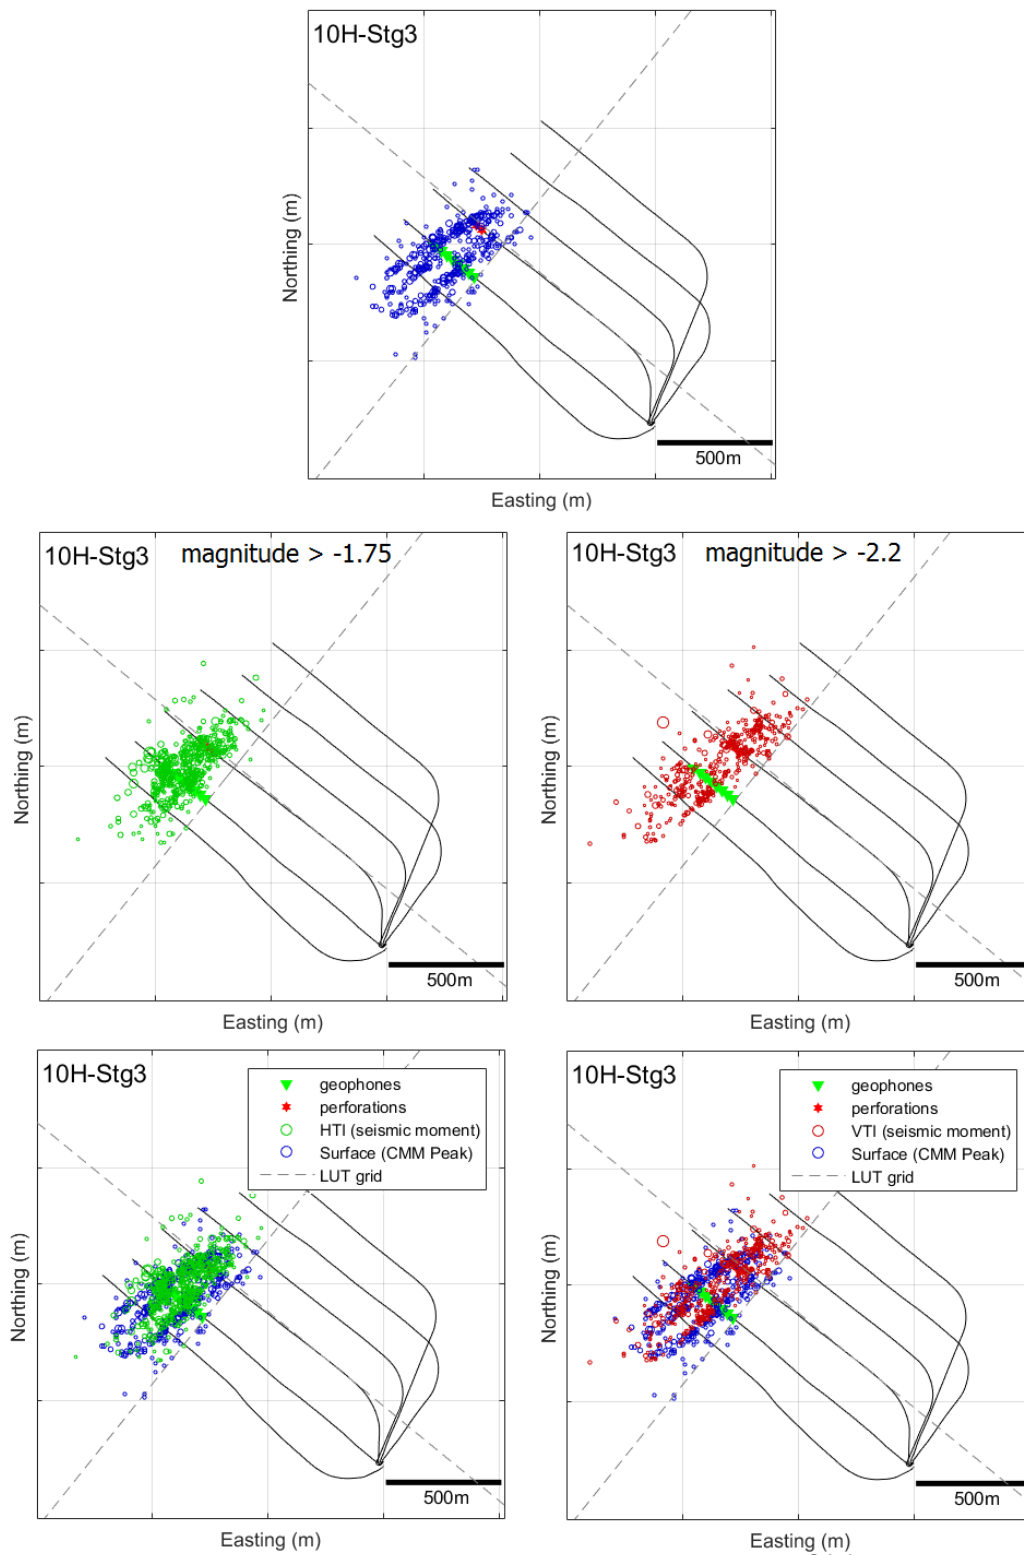 10H-Stg3
Northing (m)
500m
Easting (m)
10H-Stg3 magnitude > -1.75
Northing (m)
500m
Easting (m)
10H-Stg3 magnitude > -2.2
Northing (m)
500m
Easting (m)
10H-Stg3
geophones
perforations
HTI (seismic moment)
Surface (CMM Peak)
LUT grid
Northing (m)
500m
Easting (m)
10H-Stg3
geophones
perforations
VTI (seismic moment)
Surface (CMM Peak)
LUT grid
Northing (m)
500m
Easting (m)